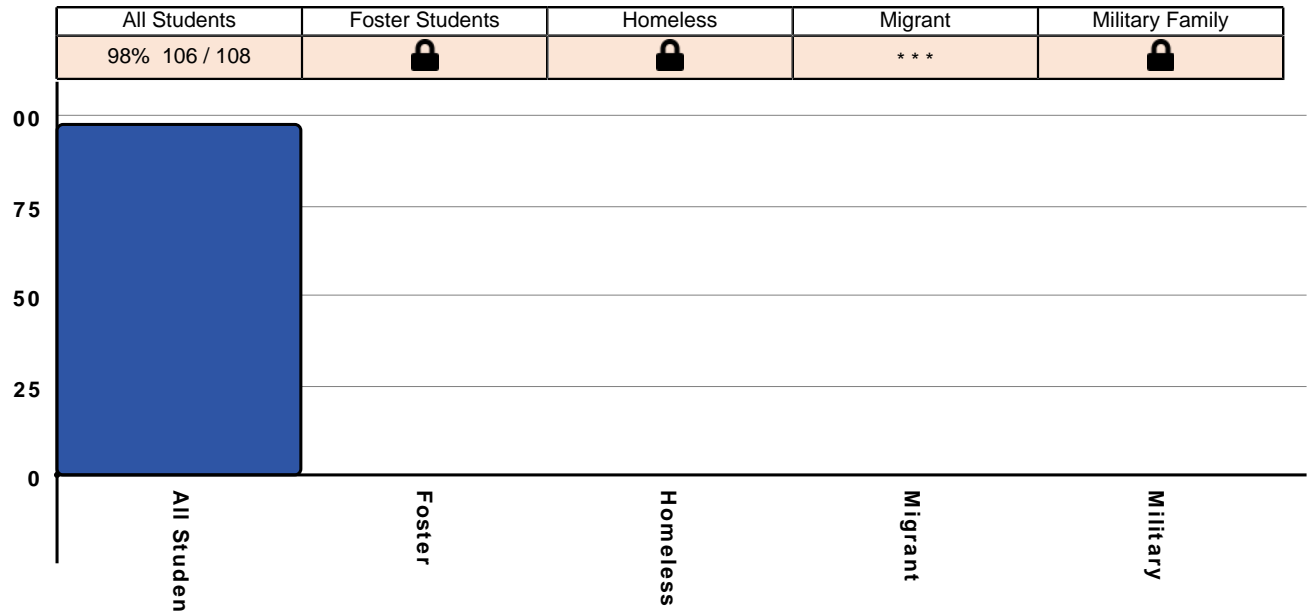 All Students Foster Students Homeless Migrant Military Family
98% 106 / 108 * * *
00
75
50
25
0
All Studen
Foster
Homeless
Migrant
Military